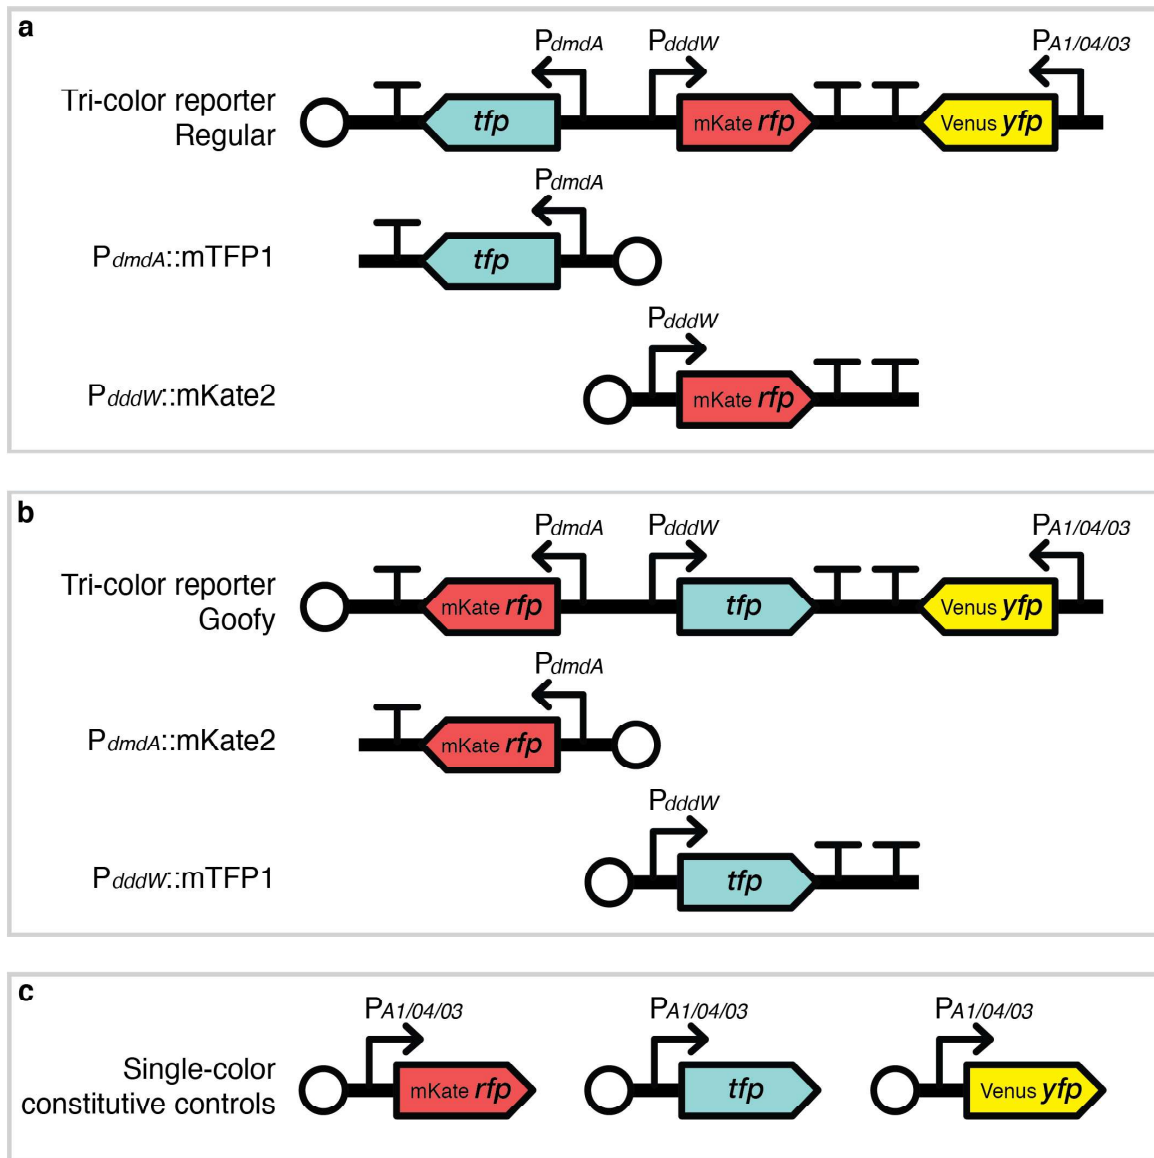 a
PdmdA PdddW PA1/04/03
Tri-color reporter
Regular
tfp mKate rfp Venus yfp
PdmdA
PdmdA::mTFP1
tfp
PdddW
PdddW::mKate2
mKate rfp
b
PdmdA PdddW PA1/04/03
Tri-color reporter
Goofy
mKate rfp tfp Venus yfp
PdmdA
PdmdA::mKate2
mKate rfp
PdddW
PdddW::mTFP1
tfp
c
PA1/04/03 PA1/04/03 PA1/04/03
Single-color
constitutive controls
mKate rfp tfp Venus yfp